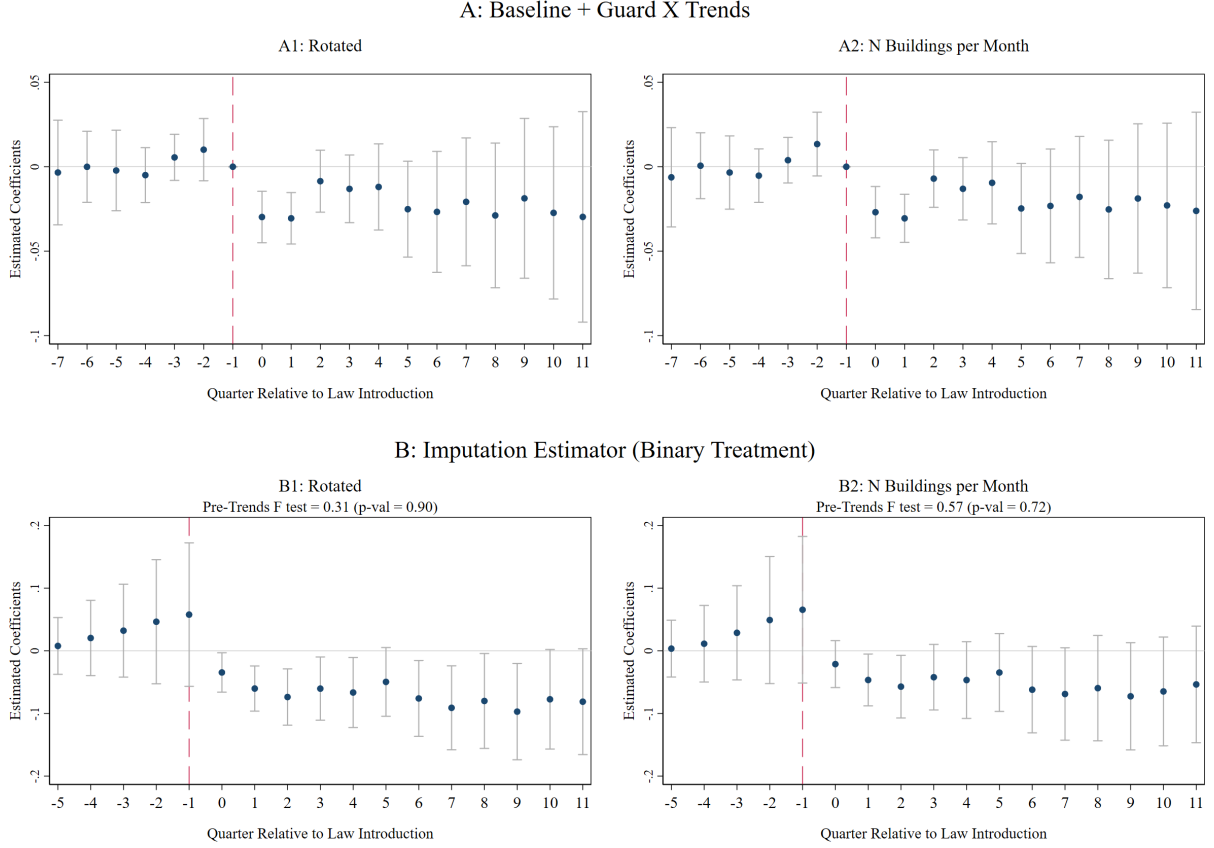 A: Baseline + Guard X Trends
A1: Rotated
A2: N Buildings per Month
.05
0
-.05
-.1
Estimated Coefficients
-7 -6 -5 -4 -3 -2 -1 0 1 2 3 4 5 6 7 8 9 10 11
Quarter Relative to Law Introduction
.05
0
-.05
-.1
Estimated Coefficients
-7 -6 -5 -4 -3 -2 -1 0 1 2 3 4 5 6 7 8 9 10 11
Quarter Relative to Law Introduction
B: Imputation Estimator (Binary Treatment)
B1: Rotated
Pre-Trends F test = 0.31 (p-val = 0.90)
B2: N Buildings per Month
Pre-Trends F test = 0.57 (p-val = 0.72)
.2
.1
0
-.1
-.2
Estimated Coefficients
-5 -4 -3 -2 -1 0 1 2 3 4 5 6 7 8 9 10 11
Quarter Relative to Law Introduction
.2
.1
0
-.1
-.2
Estimated Coefficients
-5 -4 -3 -2 -1 0 1 2 3 4 5 6 7 8 9 10 11
Quarter Relative to Law Introduction